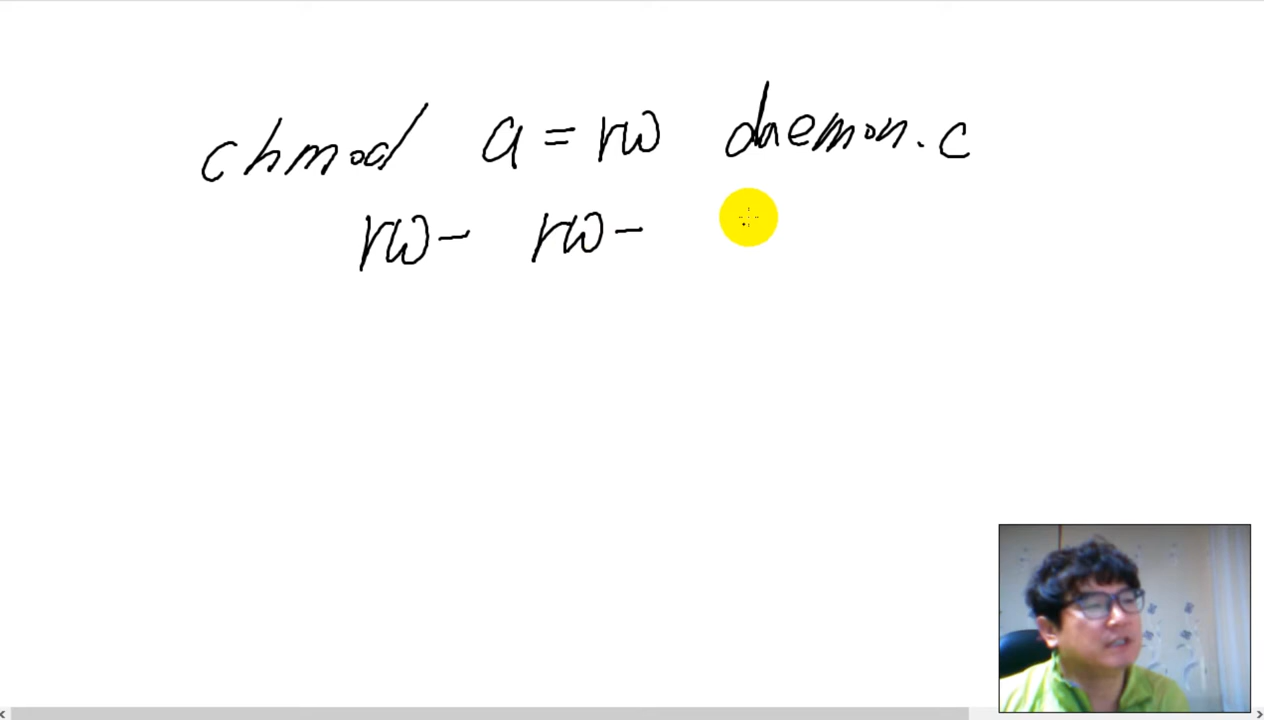 chmod a=rw daemon.c
rw- rw-